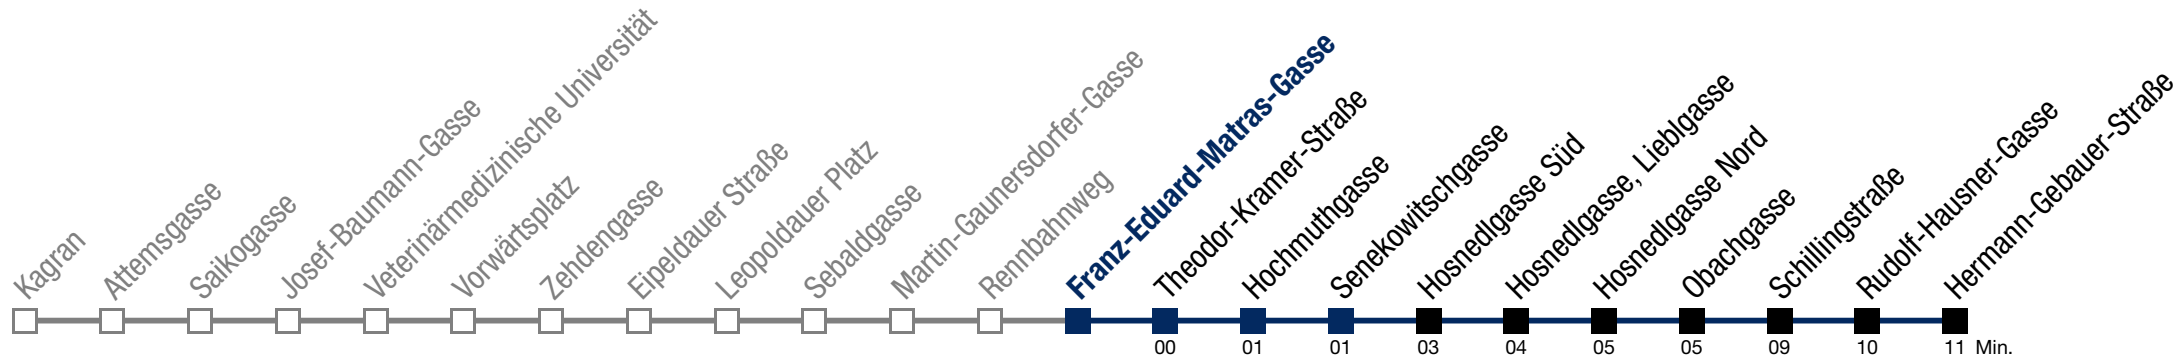 Kagran
Attemsgasse
Saikogasse
Josef-Baumann-Gasse
Veterinärmedizinische Universität
Vorwärtsplatz
Zehdengasse
Eipeldauer Straße
Leopoldauer Platz
Sebaldgasse
Martin-Gaunersdorfer-Gasse
Rennbahnweg
Franz-Eduard-Matras-Gasse
Theodor-Kramer-Straße
Hochmuthgasse
Senekowitschgasse
Hosnedlgasse Süd
Hosnedlgasse, Lieblgasse
Hosnedlgasse Nord
Obachgasse
Schillingstraße
Rudolf-Hausner-Gasse
Hermann-Gebauer-Straße
00 01 01 03 04 05 05 09 10 11 Min.